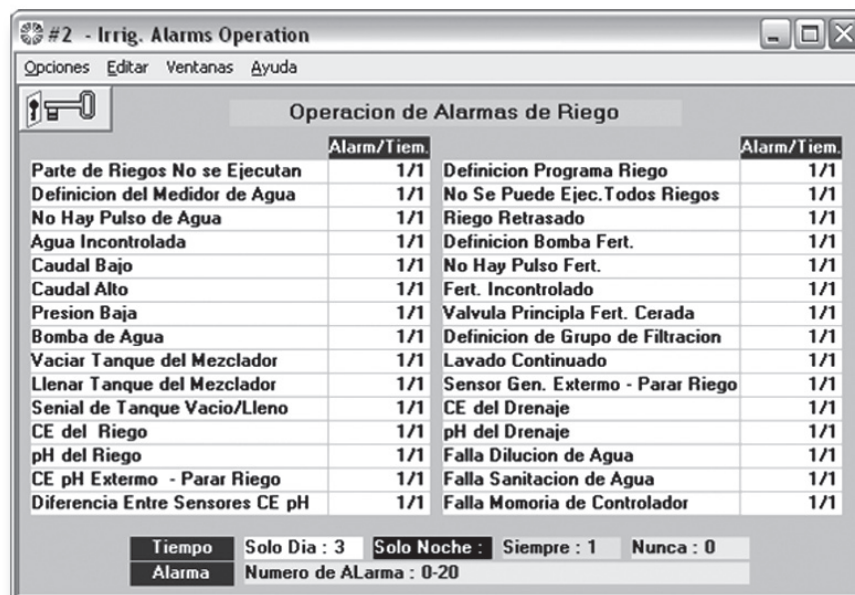 #2 - Irrig. Alarms Operation
Opciones Editar Ventanas Ayuda
Operacion de Alarmas de Riego
Alarm/Tiem. Alarm/Tiem.
Parte de Riegos No se Ejecutan 1/1 Definicion Programa Riego 1/1
Definicion del Medidor de Agua 1/1 No Se Puede Ejec.Todos Riegos 1/1
No Hay Pulso de Agua 1/1 Riego Retrasado 1/1
Agua Incontrolada 1/1 Definicion Bomba Fert. 1/1
Caudal Bajo 1/1 No Hay Pulso Fert. 1/1
Caudal Alto 1/1 Fert. Incontrolado 1/1
Presion Baja 1/1 Valvula Principla Fert. Cerada 1/1
Bomba de Agua 1/1 Definicion de Grupo de Filtracion 1/1
Vaciar Tanque del Mezclador 1/1 Lavado Continuado 1/1
Llenar Tanque del Mezclador 1/1 Sensor Gen. Extermo - Parar Riego 1/1
Senial de Tanque Vacio/Lleno 1/1 CE del Drenaje 1/1
CE del Riego 1/1 pH del Drenaje 1/1
pH del Riego 1/1 Falla Dilucion de Agua 1/1
CE pH Extermo - Parar Riego 1/1 Falla Sanitacion de Agua 1/1
Diferencia Entre Sensores CE pH 1/1 Falla Momoria de Controlador 1/1
Tiempo Solo Dia : 3 Solo Noche : Siempre : 1 Nunca : 0
Alarma Numero de ALarma : 0-20